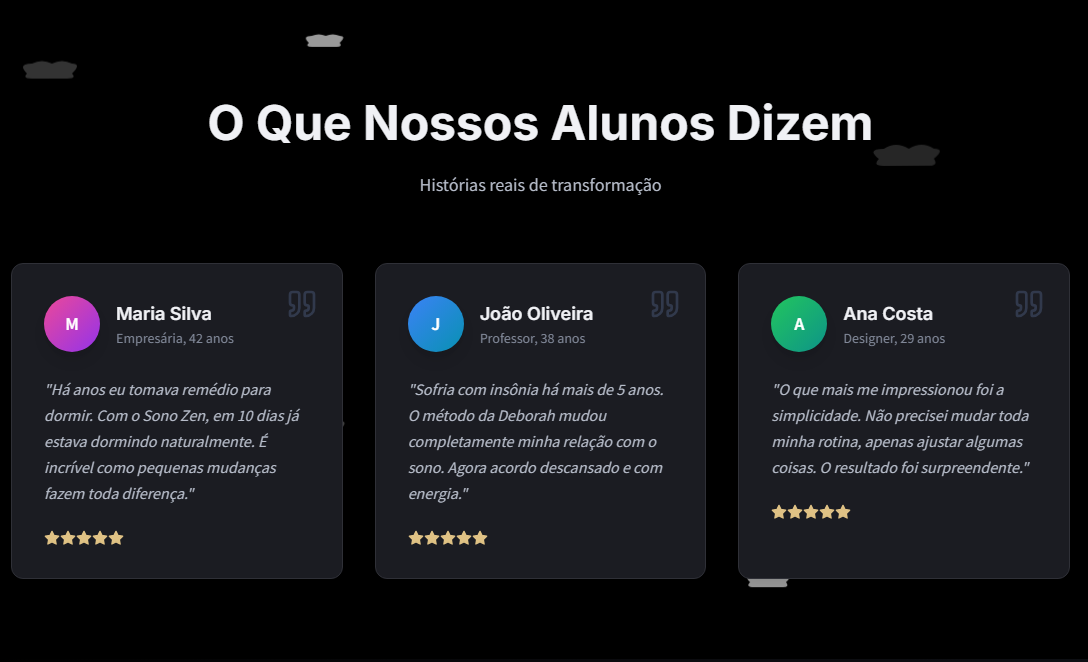 O Que Nossos Alunos Dizem
Histórias reais de transformação
M
Maria Silva
Empresária, 42 anos
"Há anos eu tomava remédio para
dormir. Com o Sono Zen, em 10 dias já
estava dormindo naturalmente. É
incrível como pequenas mudanças
fazem toda diferença."
J
João Oliveira
Professor, 38 anos
"Sofria com insônia há mais de 5 anos.
O método da Deborah mudou
completamente minha relação com o
sono. Agora acordo descansado e com
energia."
A
Ana Costa
Designer, 29 anos
"O que mais me impressionou foi a
simplicidade. Não precisei mudar toda
minha rotina, apenas ajustar algumas
coisas. O resultado foi surpreendente."